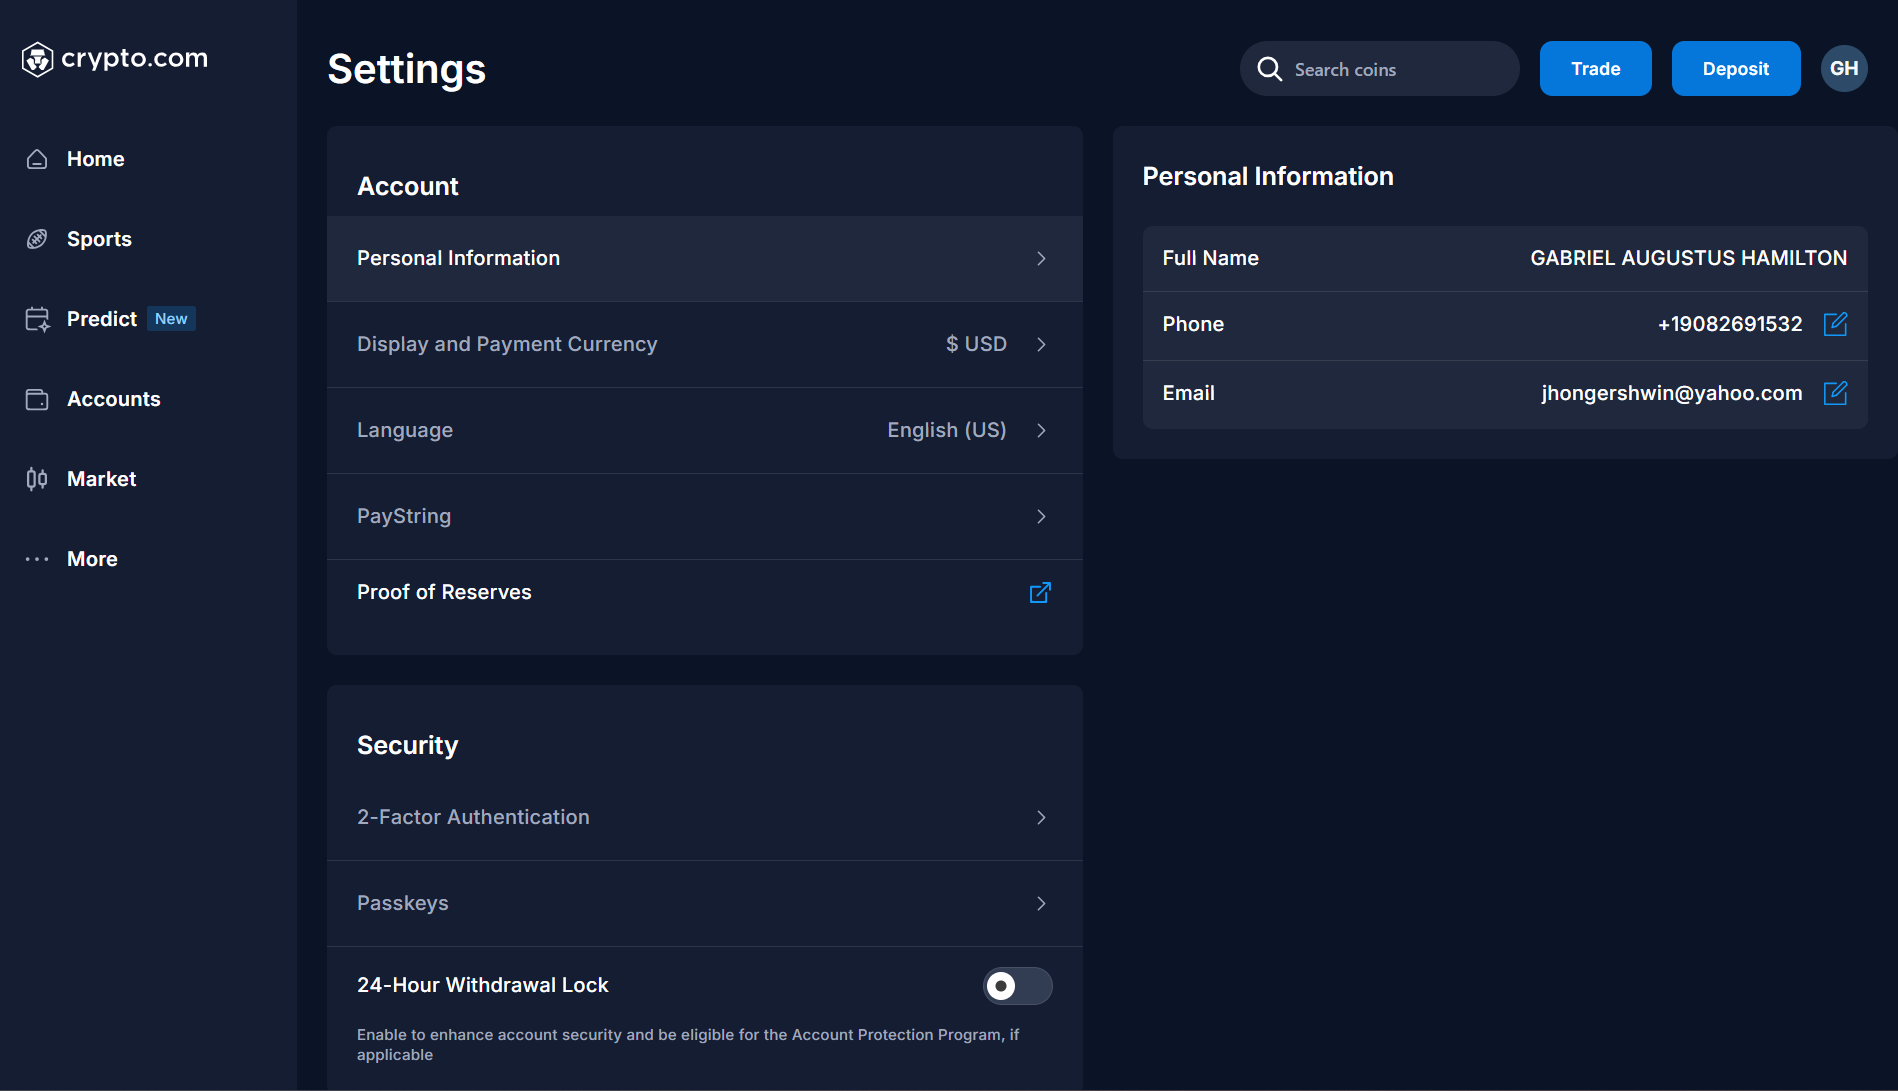 crypto.com
Home
Sports
Predict New
Accounts
Market
More
Settings
Search coins
Trade
Deposit
GH
Account
Personal Information
Display and Payment Currency $ USD
Language English (US)
PayString
Proof of Reserves
Security
2-Factor Authentication
Passkeys
24-Hour Withdrawal Lock
Enable to enhance account security and be eligible for the Account Protection Program, if
applicable
Personal Information
Full Name GABRIEL AUGUSTUS HAMILTON
Phone +19082691532
Email jhongershwin@yahoo.com